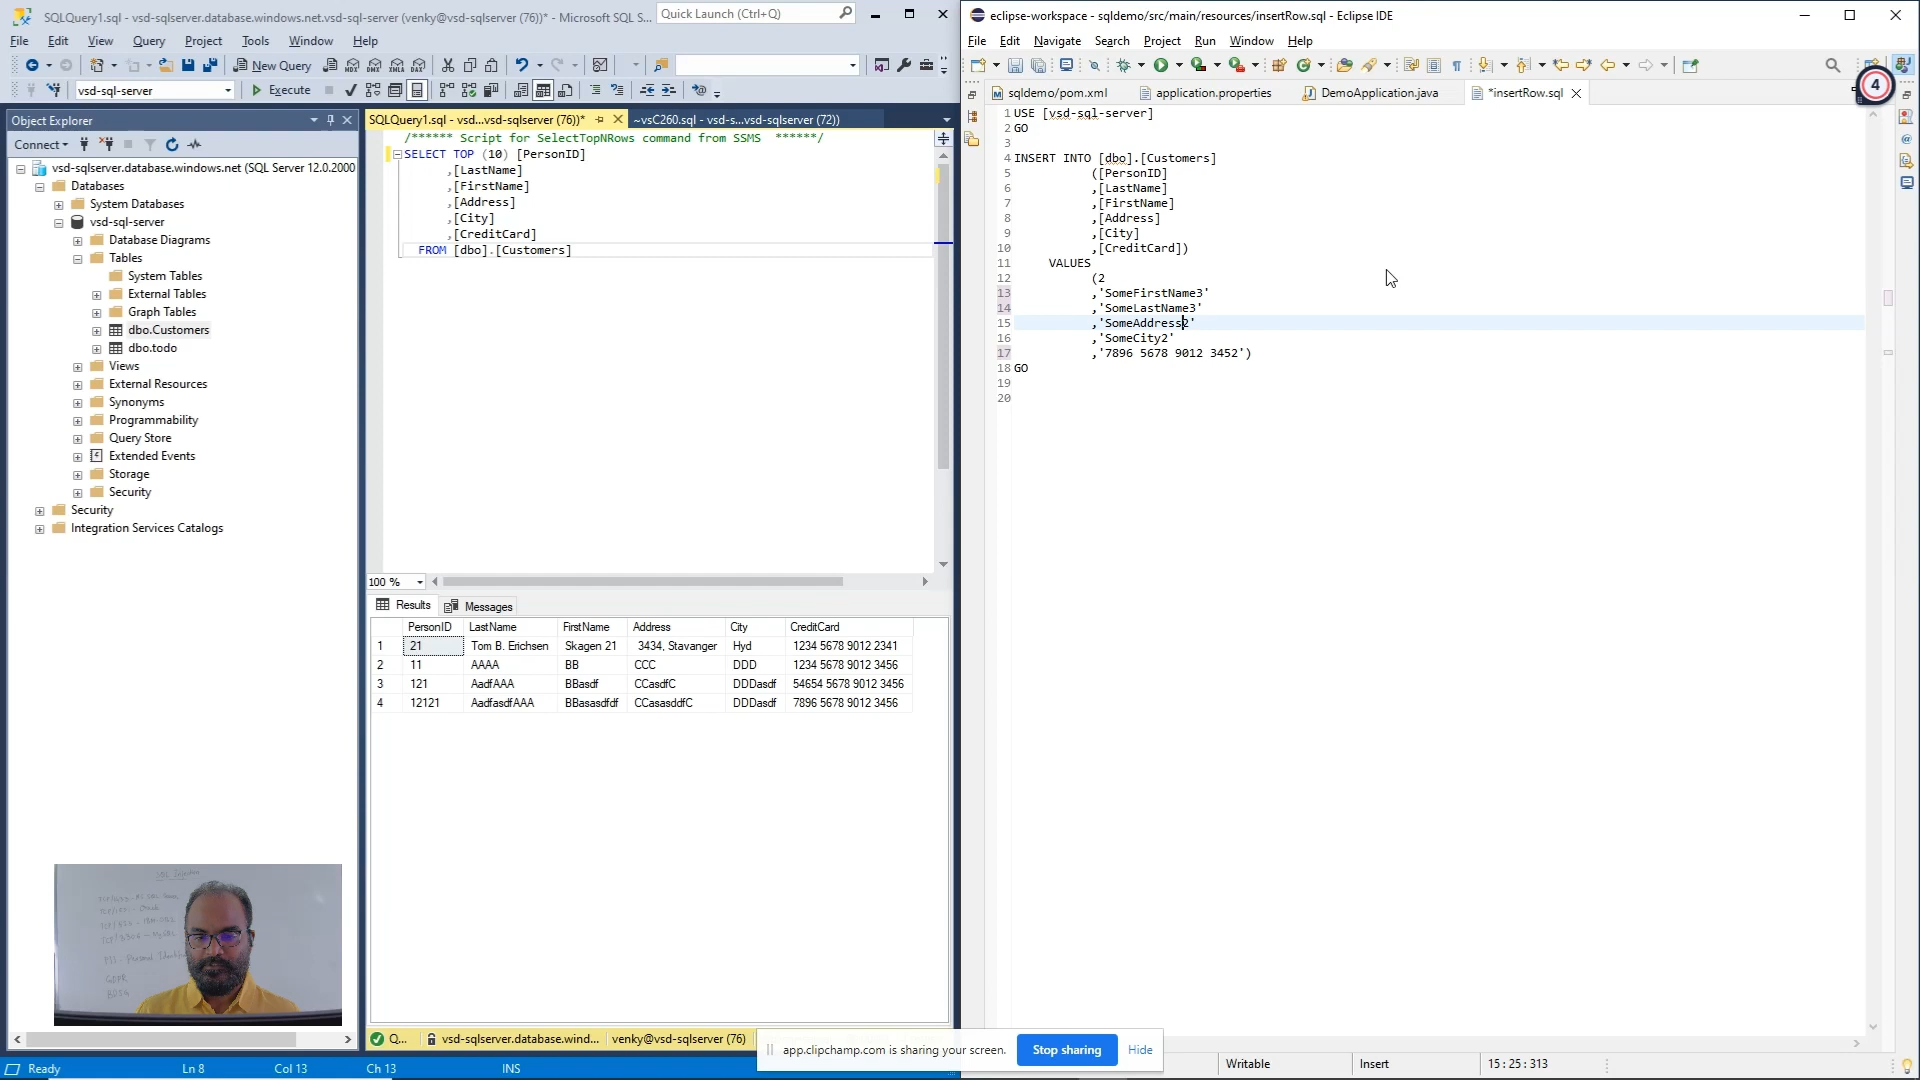 SQLQuery1.sql - vsd-sqlserver.database.windows.net.vsd-sql-server (venky@vsd-sqlserver (76))* - Microsoft SQL S...
Quick Launch (Ctrl+Q)
File Edit View Query Project Tools Window Help
New Query
vsd-sql-server
Execute
Object Explorer
Connect
vsd-sqlserver.database.windows.net (SQL Server 12.0.2000
Databases
System Databases
vsd-sql-server
Database Diagrams
Tables
System Tables
External Tables
Graph Tables
dbo.Customers
dbo.todo
Views
External Resources
Synonyms
Programmability
Query Store
Extended Events
Storage
Security
Security
Integration Services Catalogs
SQLQuery1.sql - vsd...vsd-sqlserver (76))*
~vsC260.sql - vsd-s...vsd-sqlserver (72))
/****** Script for SelectTopNRows command from SSMS  ******/
SELECT TOP (10) [PersonID]
,[LastName]
,[FirstName]
,[Address]
,[City]
,[CreditCard]
FROM [dbo].[Customers]
100 %
Results Messages
PersonID LastName FirstName Address City CreditCard
1 21 Tom B. Erichsen Skagen 21 3434, Stavanger Hyd 1234 5678 9012 2341
2 11 AAAA BB CCC DDD 1234 5678 9012 3456
3 121 AadfAAA BBasdf CCasdfC DDDasdf 54654 5678 9012 3456
4 12121 AadfasdfAAA BBasasdfdf CCasasddfC DDDasdf 7896 5678 9012 3456
SQL Injection
GDPR
Q... vsd-sqlserver.database.wind... venky@vsd-sqlserver (76)
Ready Ln 8 Col 13 Ch 13 INS
app.clipchamp.com is sharing your screen. Stop sharing Hide
eclipse-workspace - sqldemo/src/main/resources/insertRow.sql - Eclipse IDE
File Edit Navigate Search Project Run Window Help
4
sqldemo/pom.xml application.properties DemoApplication.java *insertRow.sql
1 USE [vsd-sql-server]
2 GO
3
4 INSERT INTO [dbo].[Customers]
5 ([PersonID]
6 ,[LastName]
7 ,[FirstName]
8 ,[Address]
9 ,[City]
10 ,[CreditCard])
11 VALUES
12 (2
13 ,'SomeFirstName3'
14 ,'SomeLastName3'
15 ,'SomeAddress2'
16 ,'SomeCity2'
17 ,'7896 5678 9012 3452')
18 GO
19
20
Writable Insert 15 : 25 : 313